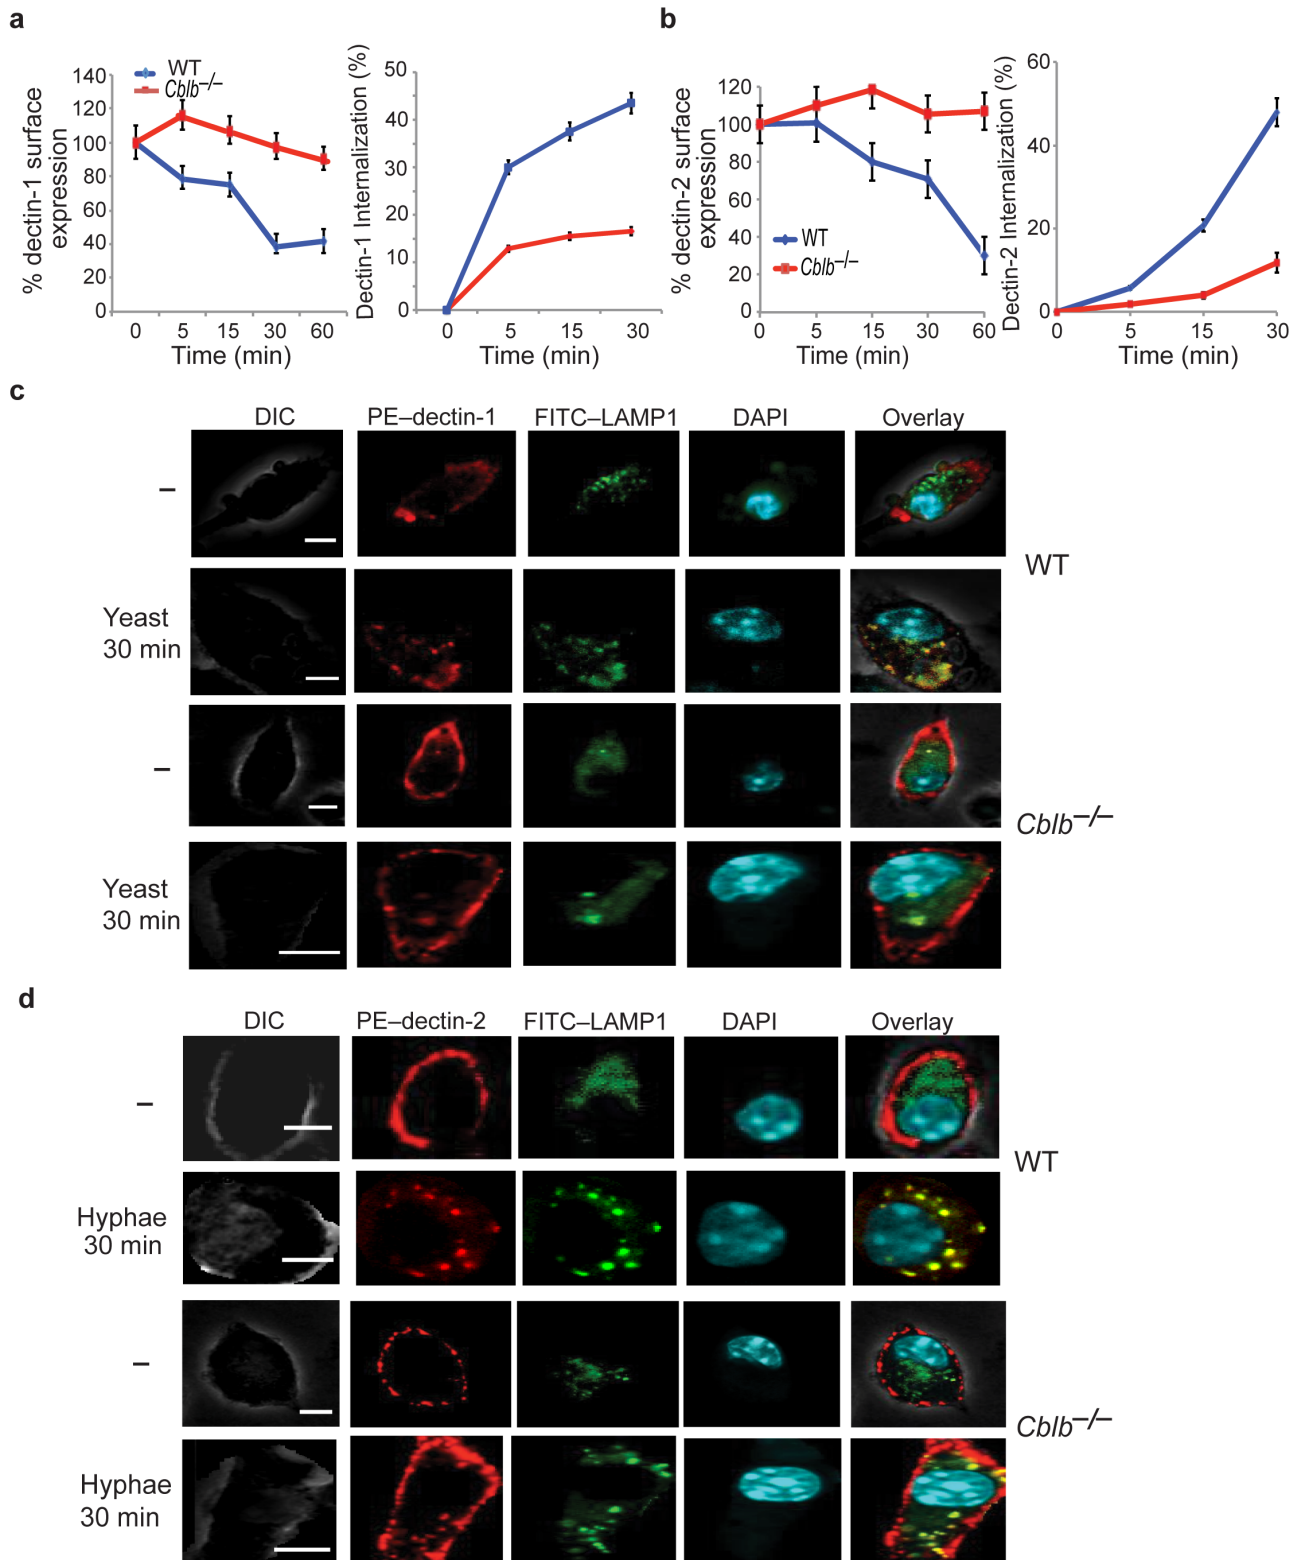 a
b
WT
Cblb–/–
% dectin-1 surface
expression
140
120
100
80
60
40
20
0
0 5 15 30 60
Time (min)
Dectin-1 Internalization (%)
50
40
30
20
10
0
0 5 15 30
Time (min)
% dectin-2 surface
expression
120
100
80
60
40
20
0
WT
Cblb–/–
0 5 15 30 60
Time (min)
Dectin-2 Internalization (%)
60
40
20
0
0 5 15 30
Time (min)
c
DIC PE–dectin-1 FITC–LAMP1 DAPI Overlay
–
WT
Yeast
30 min
–
Cblb–/–
Yeast
30 min
d
DIC PE–dectin-2 FITC–LAMP1 DAPI Overlay
–
WT
Hyphae
30 min
–
Cblb–/–
Hyphae
30 min